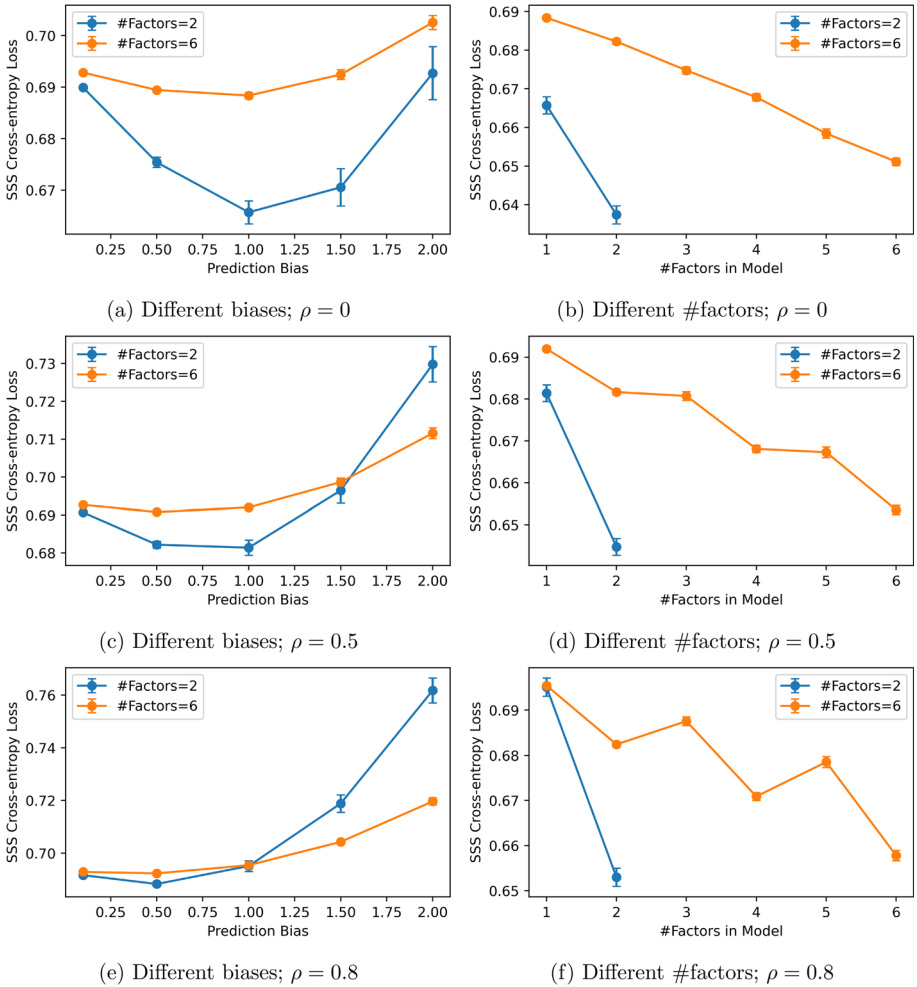 #Factors=2
#Factors=6
SSS Cross-entropy Loss
0.70
0.69
0.68
0.67
0.25 0.50 0.75 1.00 1.25 1.50 1.75 2.00
Prediction Bias
(a) Different biases; ρ = 0
#Factors=2
#Factors=6
SSS Cross-entropy Loss
0.69
0.68
0.67
0.66
0.65
0.64
1 2 3 4 5 6
#Factors in Model
(b) Different #factors; ρ = 0
#Factors=2
#Factors=6
SSS Cross-entropy Loss
0.73
0.72
0.71
0.70
0.69
0.68
0.25 0.50 0.75 1.00 1.25 1.50 1.75 2.00
Prediction Bias
(c) Different biases; ρ = 0.5
#Factors=2
#Factors=6
SSS Cross-entropy Loss
0.69
0.68
0.67
0.66
0.65
1 2 3 4 5 6
#Factors in Model
(d) Different #factors; ρ = 0.5
#Factors=2
#Factors=6
SSS Cross-entropy Loss
0.76
0.74
0.72
0.70
0.25 0.50 0.75 1.00 1.25 1.50 1.75 2.00
Prediction Bias
(e) Different biases; ρ = 0.8
#Factors=2
#Factors=6
SSS Cross-entropy Loss
0.69
0.68
0.67
0.66
0.65
1 2 3 4 5 6
#Factors in Model
(f) Different #factors; ρ = 0.8